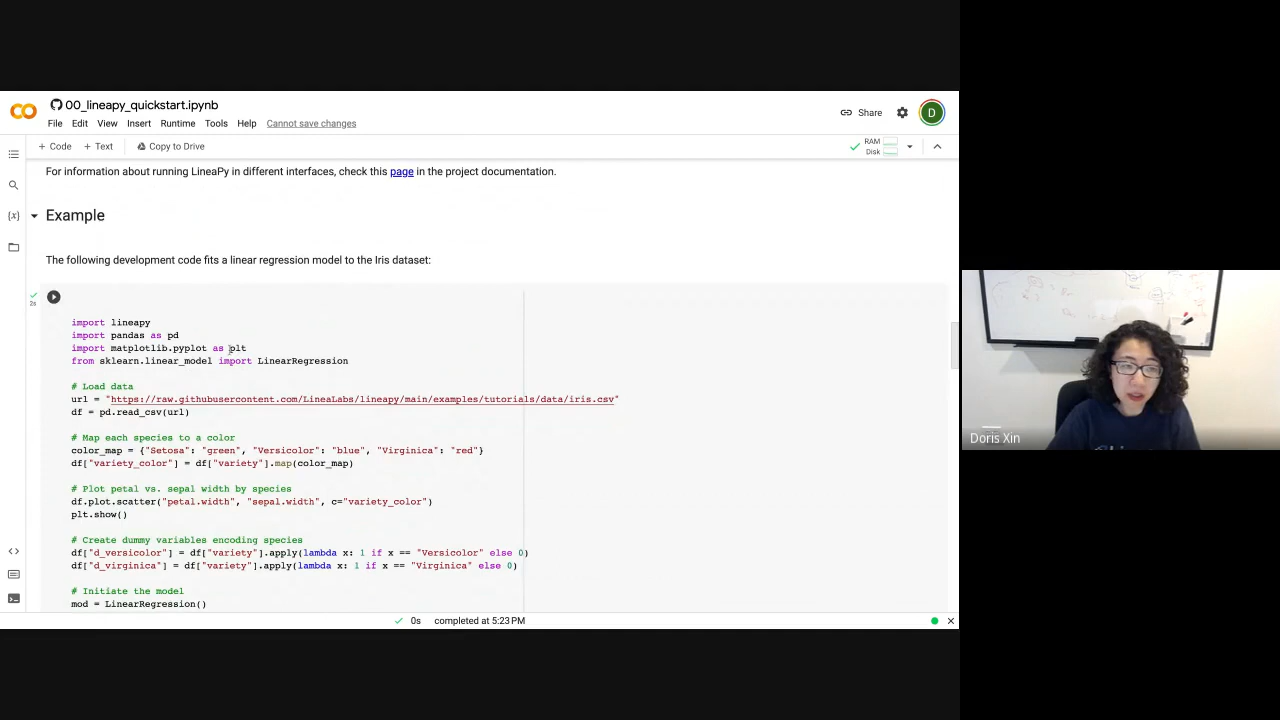 00_lineapy_quickstart.ipynb
File Edit View Insert Runtime Tools Help Cannot save changes
Share
D
+ Code + Text Copy to Drive
RAM
Disk
For information about running LineaPy in different interfaces, check this page in the project documentation.
Example
The following development code fits a linear regression model to the Iris dataset:
2s
import lineapy
import pandas as pd
import matplotlib.pyplot as plt
from sklearn.linear_model import LinearRegression
# Load data
url = "https://raw.githubusercontent.com/LineaLabs/lineapy/main/examples/tutorials/data/iris.csv"
df = pd.read_csv(url)
# Map each species to a color
color_map = {"Setosa": "green", "Versicolor": "blue", "Virginica": "red"}
df["variety_color"] = df["variety"].map(color_map)
# Plot petal vs. sepal width by species
df.plot.scatter("petal.width", "sepal.width", c="variety_color")
plt.show()
# Create dummy variables encoding species
df["d_versicolor"] = df["variety"].apply(lambda x: 1 if x == "Versicolor" else 0)
df["d_virginica"] = df["variety"].apply(lambda x: 1 if x == "Virginica" else 0)
# Initiate the model
mod = LinearRegression()
0s completed at 5:23 PM
Doris Xin